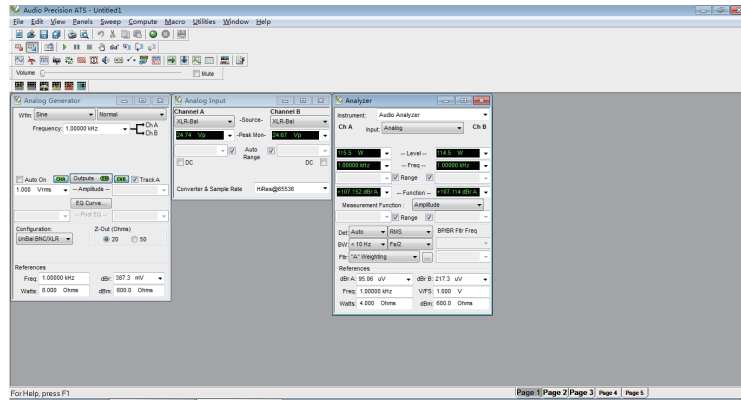 Audio Precision ATS - Untitled1
File Edit View Panels Sweep Compute Macro Utilities Window Help
Volume Mute
Analog Generator
Wfm: Sine Normal
Frequency: 1.00000 kHz Ch A
Ch B
Auto On CHA Outputs CHB Track A
1.000 Vrms -- Amplitude --
EQ Curve...
-- Post EQ --
Configuration: Z-Out (Ohms)
UnBal BNC/XLR 20 50
References
Freq: 1.00000 kHz dBr: 387.3 mV
Watts: 8.000 Ohms dBm: 600.0 Ohms
Analog Input
Channel A Channel B
XLR-Bal -Source- XLR-Bal
24.74 Vp -Peak Mon- 24.67 Vp
Auto
Range
DC DC
Converter & Sample Rate HiRes@65536
Analyzer
Instrument: Audio Analyzer
Ch A Input: Analog Ch B
115.5 W -- Level -- 114.5 W
1.00000 kHz -- Freq -- 1.00000 kHz
Range
+107.152 dBr A -- Function -- +107.114 dBr A
Measurement Function : Amplitude
Range
Det: Auto RMS BP/BR Fltr Freq
BW: < 10 Hz Fs/2
Fltr: "A" Weighting
References
dBr A: 95.06 uV dBr B: 217.3 uV
Freq: 1.00000 kHz V/FS: 1.000 V
Watts: 4.000 Ohms dBm: 600.0 Ohms
For Help, press F1
Page 1 Page 2 Page 3 Page 4 Page 5